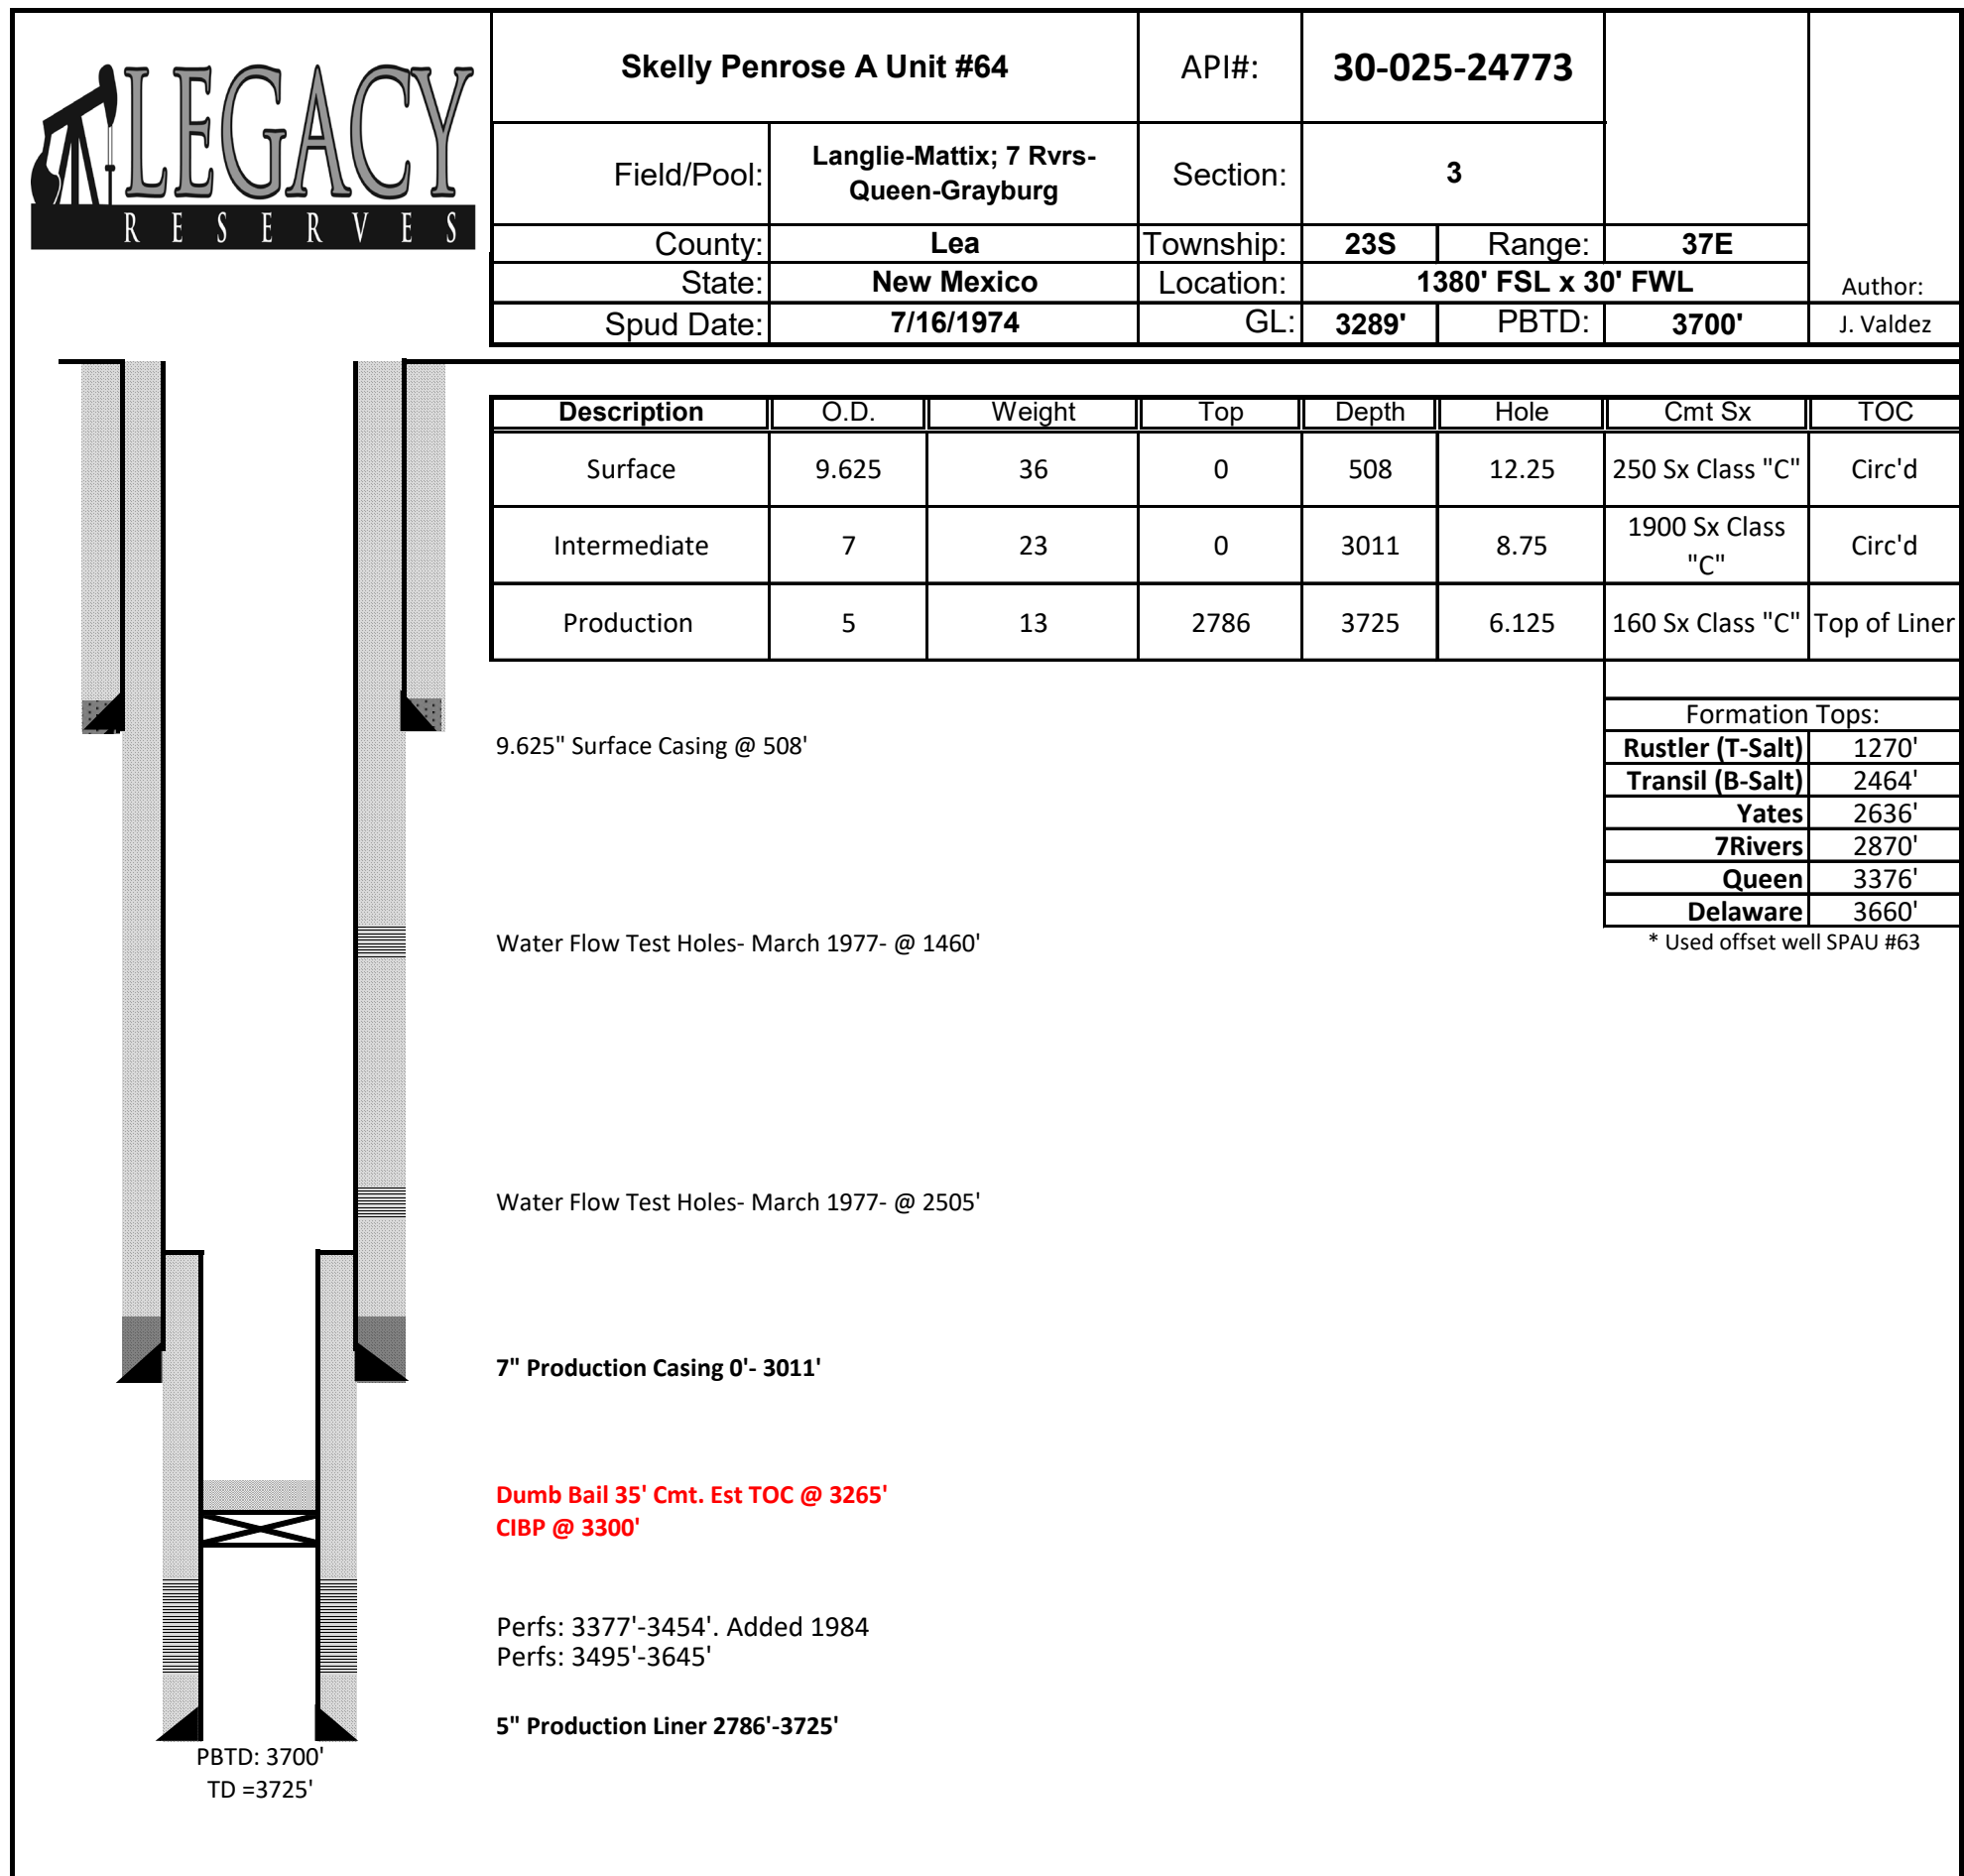 LEGACY
RESERVES
Skelly Penrose A Unit #64 API#: 30-025-24773
Field/Pool: Langlie-Mattix; 7 Rvrs-
Queen-Grayburg Section: 3
County: Lea Township: 23S Range: 37E
State: New Mexico Location: 1380' FSL x 30' FWL Author:
Spud Date: 7/16/1974 GL: 3289' PBTD: 3700' J. Valdez
Description O.D. Weight Top Depth Hole Cmt Sx TOC
Surface 9.625 36 0 508 12.25 250 Sx Class "C" Circ'd
Intermediate 7 23 0 3011 8.75 1900 Sx Class
"C" Circ'd
Production 5 13 2786 3725 6.125 160 Sx Class "C" Top of Liner
Formation Tops:
Rustler (T-Salt) 1270'
Transil (B-Salt) 2464'
Yates 2636'
7Rivers 2870'
Queen 3376'
Delaware 3660'
* Used offset well SPAU #63
9.625" Surface Casing @ 508'
Water Flow Test Holes- March 1977- @ 1460'
Water Flow Test Holes- March 1977- @ 2505'
7" Production Casing 0'- 3011'
Dumb Bail 35' Cmt. Est TOC @ 3265'
CIBP @ 3300'
Perfs: 3377'-3454'. Added 1984
Perfs: 3495'-3645'
5" Production Liner 2786'-3725'
PBTD: 3700'
TD =3725'